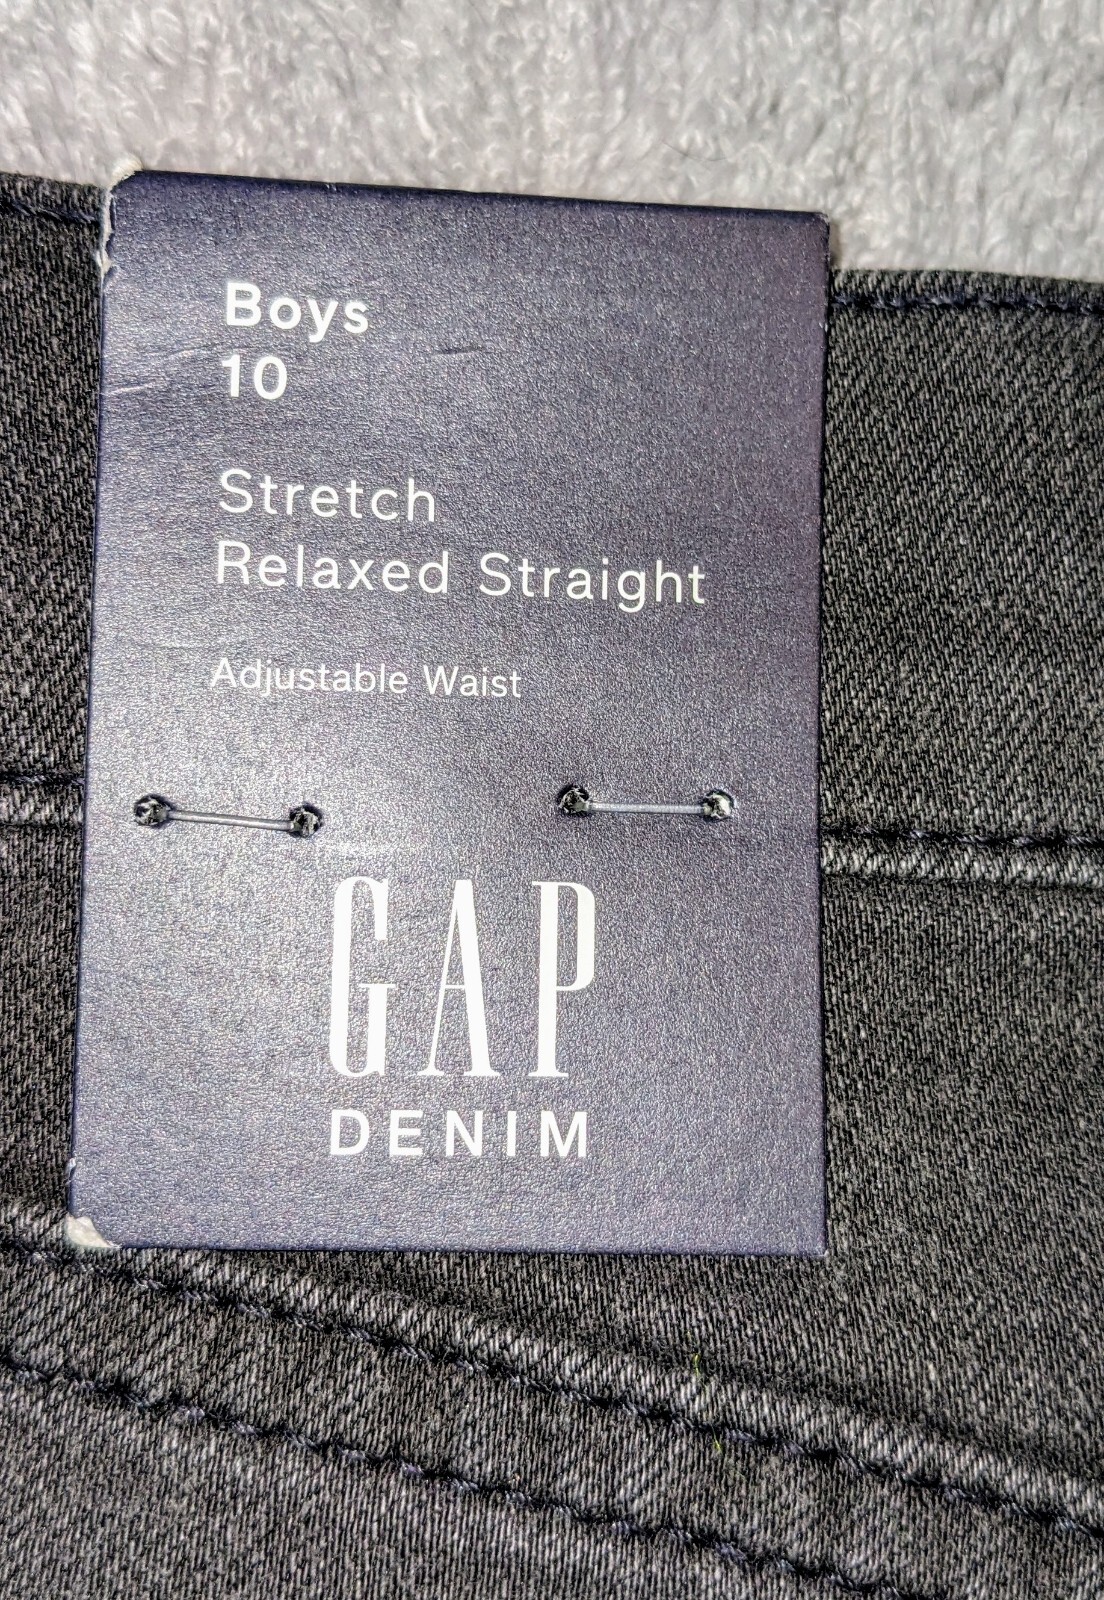 Boys
10
Stretch
Relaxed Straight
Adjustable Waist
GAP
DENIM